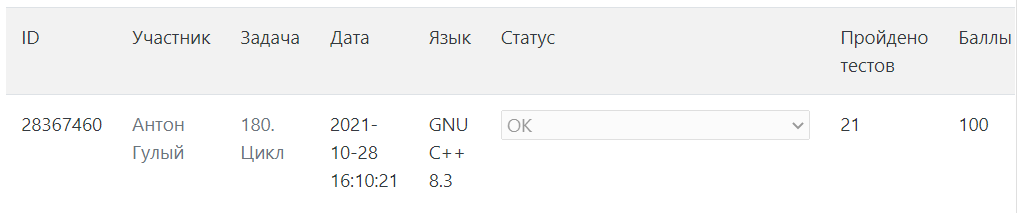 ID Участник Задача Дата Язык Статус Пройдено тестов Баллы
28367460 Антон Гулый 180. Цикл 2021-10-28 16:10:21 GNU C++ 8.3 OK 21 100